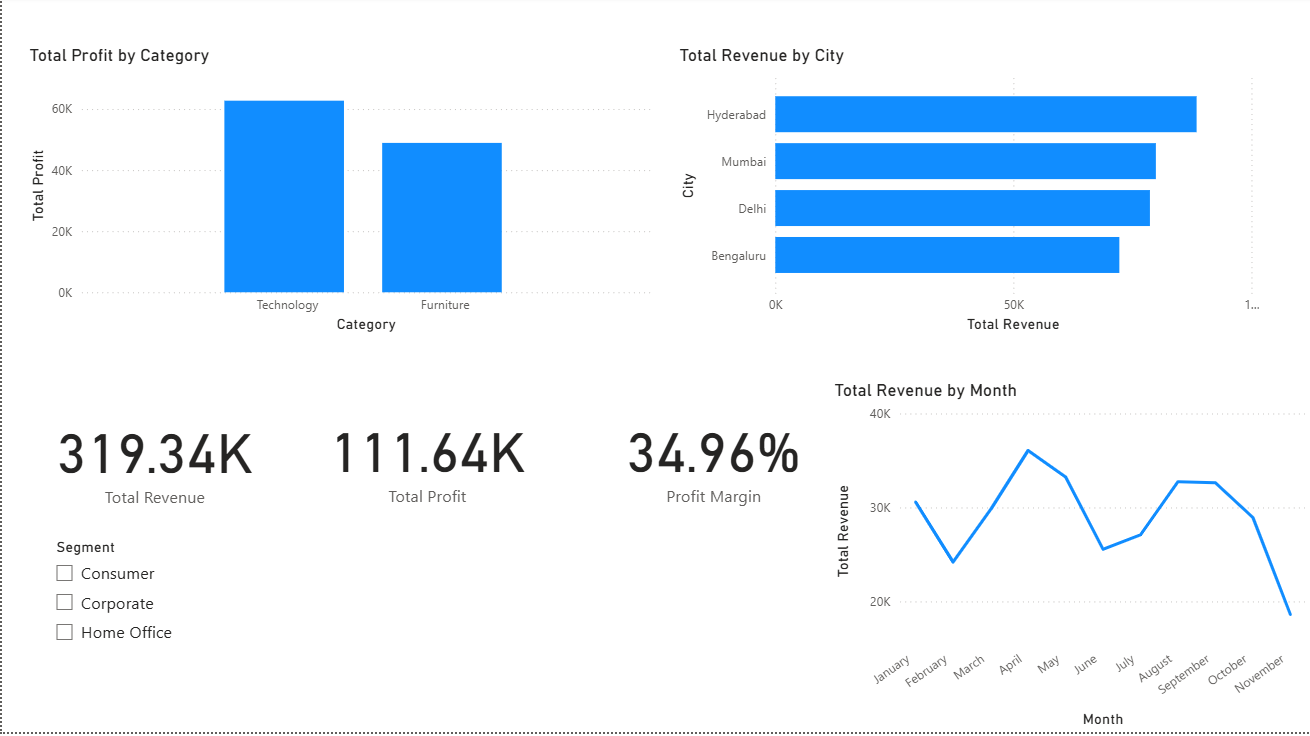 Total Profit by Category
Total Profit
60K
40K
20K
0K
Technology
Furniture
Category
Total Revenue by City
City
Hyderabad
Mumbai
Delhi
Bengaluru
0K
50K
1...
Total Revenue
319.34K
Total Revenue
111.64K
Total Profit
34.96%
Profit Margin
Segment
Consumer
Corporate
Home Office
Total Revenue by Month
Total Revenue
40K
30K
20K
January
February
March
April
May
June
July
August
September
October
November
Month